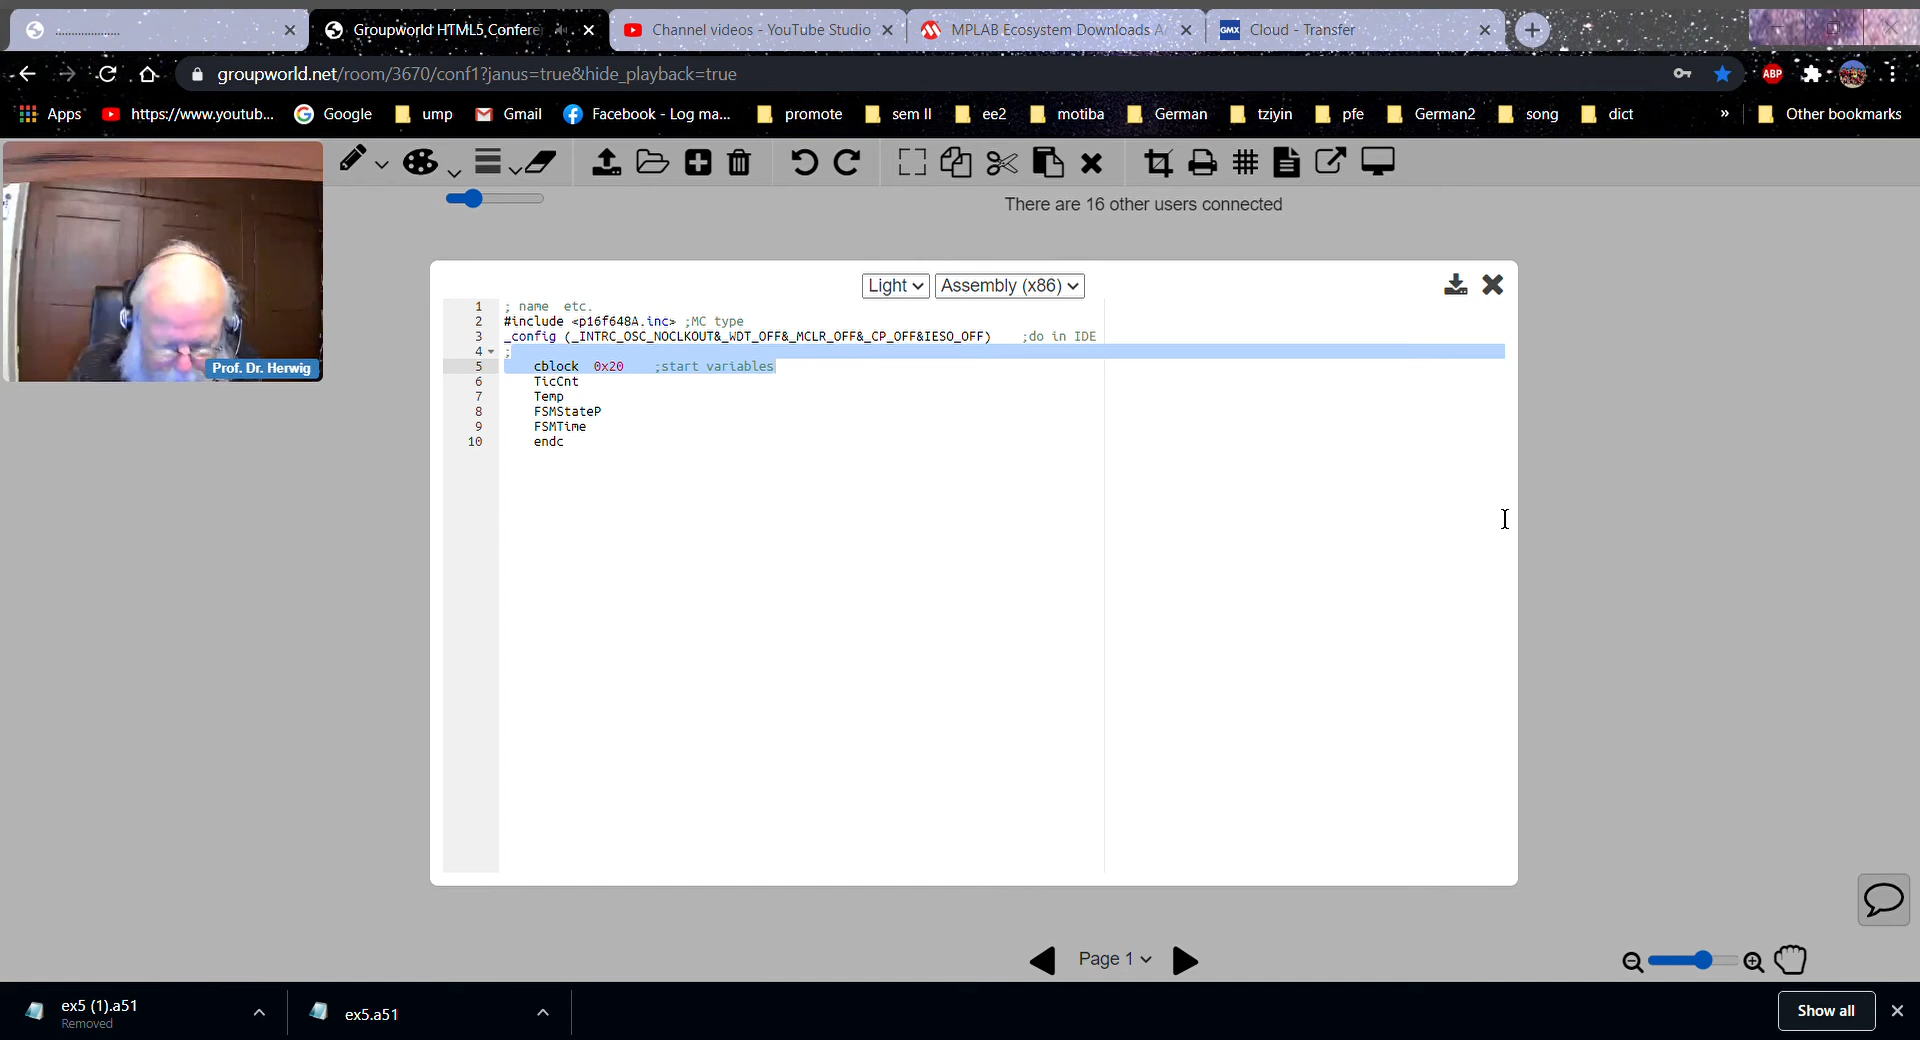 ....................
Groupworld HTML5 Confere
Channel videos - YouTube Studio
MPLAB Ecosystem Downloads A
GMX
Cloud - Transfer
groupworld.net/room/3670/conf1?janus=true&hide_playback=true
ABP
Apps
https://www.youtub...
Google
ump
Gmail
Facebook - Log ma...
promote
sem II
ee2
motiba
German
tziyin
pfe
German2
song
dict
»
Other bookmarks
There are 16 other users connected
Prof. Dr. Herwig
Light
Assembly (x86)
1 ; name  etc.
2 #include <p16f648A.inc> ;MC type
3 _config (_INTRC_OSC_NOCLKOUT&_WDT_OFF&_MCLR_OFF&_CP_OFF&IESO_OFF)    ;do in IDE
4 ;
5     cblock  0x20    ;start variables
6     TicCnt
7     Temp
8     FSMStateP
9     FSMTime
10     endc
Page 1
ex5 (1).a51
Removed
ex5.a51
Show all